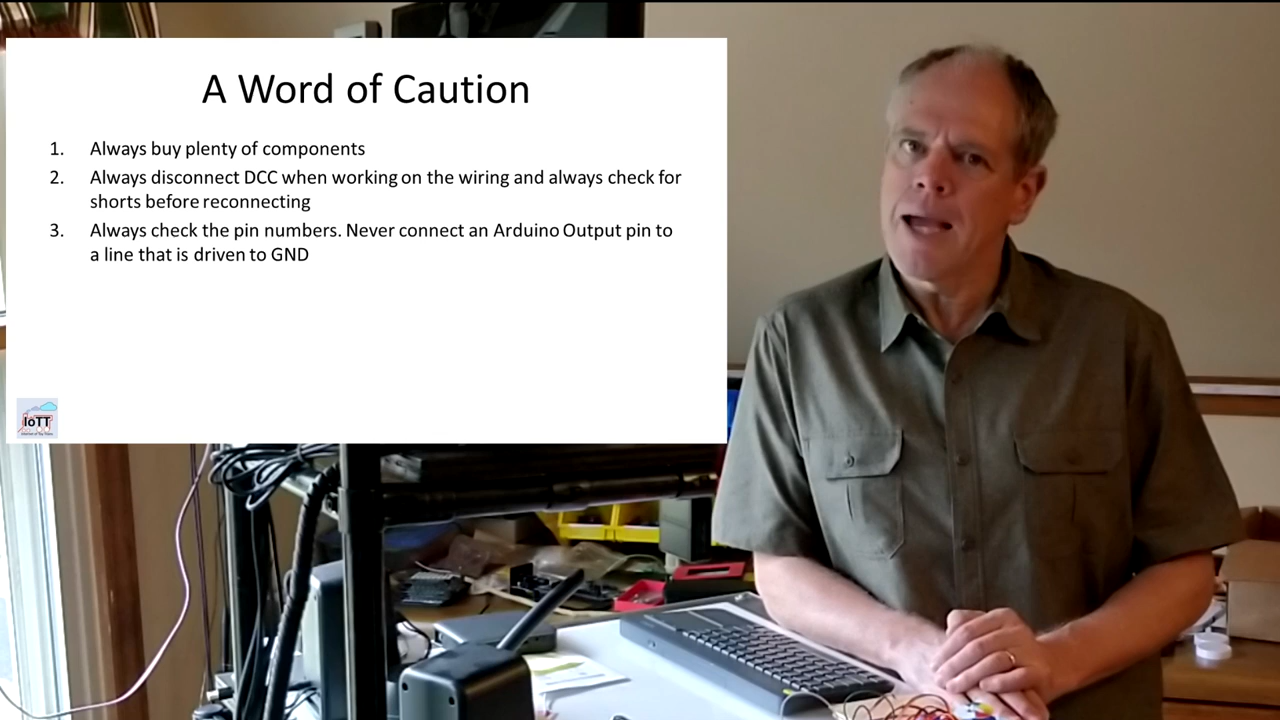 A Word of Caution
1. Always buy plenty of components
2. Always disconnect DCC when working on the wiring and always check for
shorts before reconnecting
3. Always check the pin numbers. Never connect an Arduino Output pin to
a line that is driven to GND
IoTT